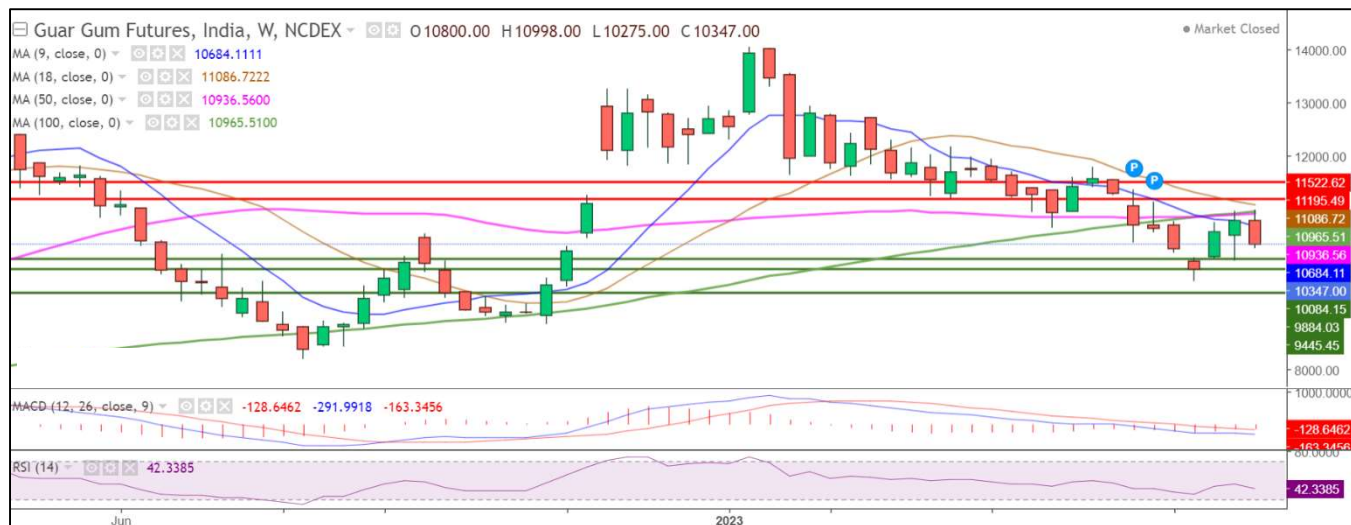 Guar Gum Futures, India, W, NCDEX O10800.00 H10998.00 L10275.00 C10347.00
Market Closed
MA (9, close, 0) 10684.1111
MA (18, close, 0) 11086.7222
MA (50, close, 0) 10936.5600
MA (100, close, 0) 10965.5100
14000.00
13000.00
12000.00
P
P
11522.62
11195.49
11086.72
10965.51
10936.56
10684.11
10347.00
10084.15
9884.03
9445.45
8000.00
1000.0000
MACD (12, 26, close, 9) -128.6462 -291.9918 -163.3456
-128.6462
-163.3456
80.0000
RSI (14) 42.3385
42.3385
Jun
2023